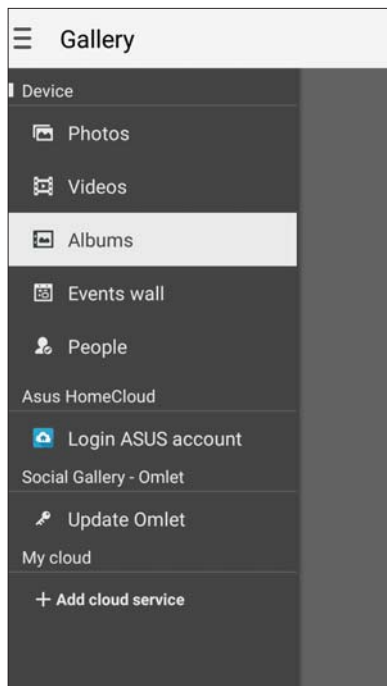 Gallery
Device
Photos
Videos
Albums
Events wall
People
Asus HomeCloud
Login ASUS account
Social Gallery - Omlet
Update Omlet
My cloud
+ Add cloud service